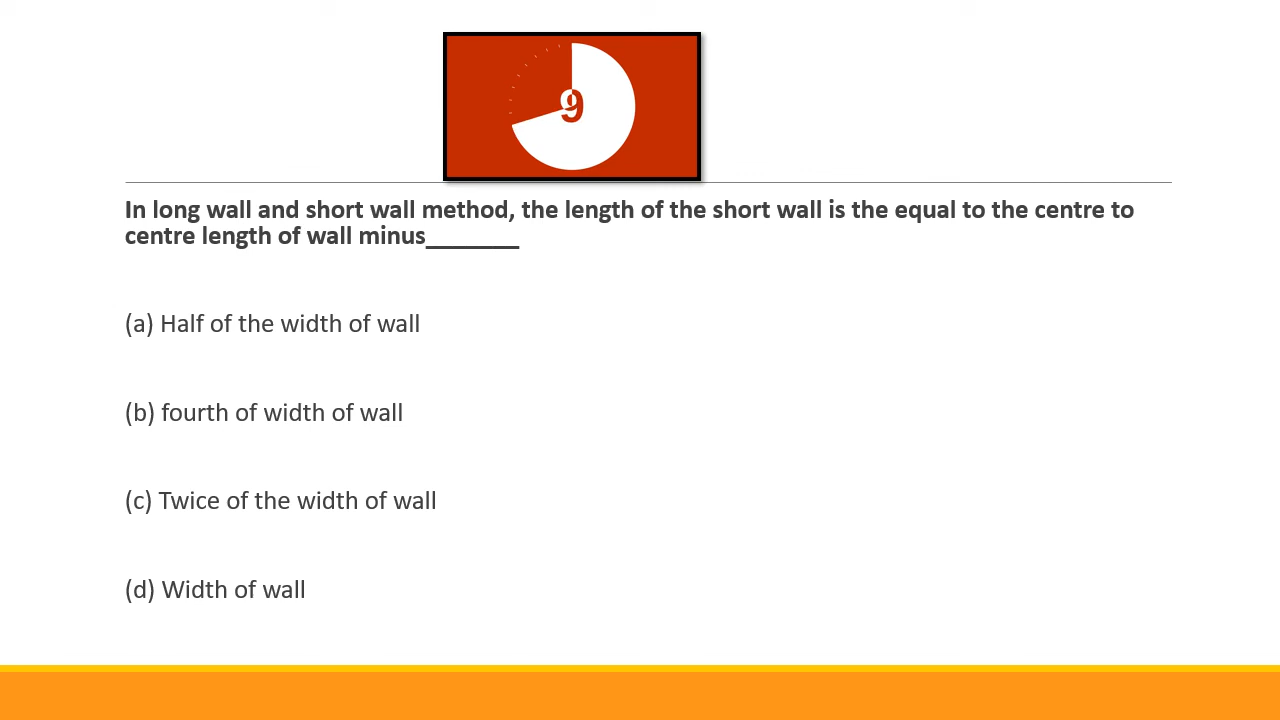 9
In long wall and short wall method, the length of the short wall is the equal to the centre to
centre length of wall minus________
(a) Half of the width of wall
(b) fourth of width of wall
(c) Twice of the width of wall
(d) Width of wall